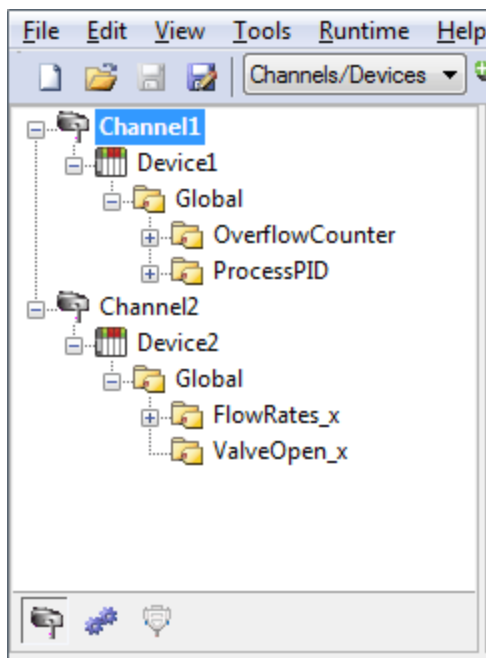 File Edit View Tools Runtime Help
Channels/Devices
Channel1
Device1
Global
OverflowCounter
ProcessPID
Channel2
Device2
Global
FlowRates_x
ValveOpen_x